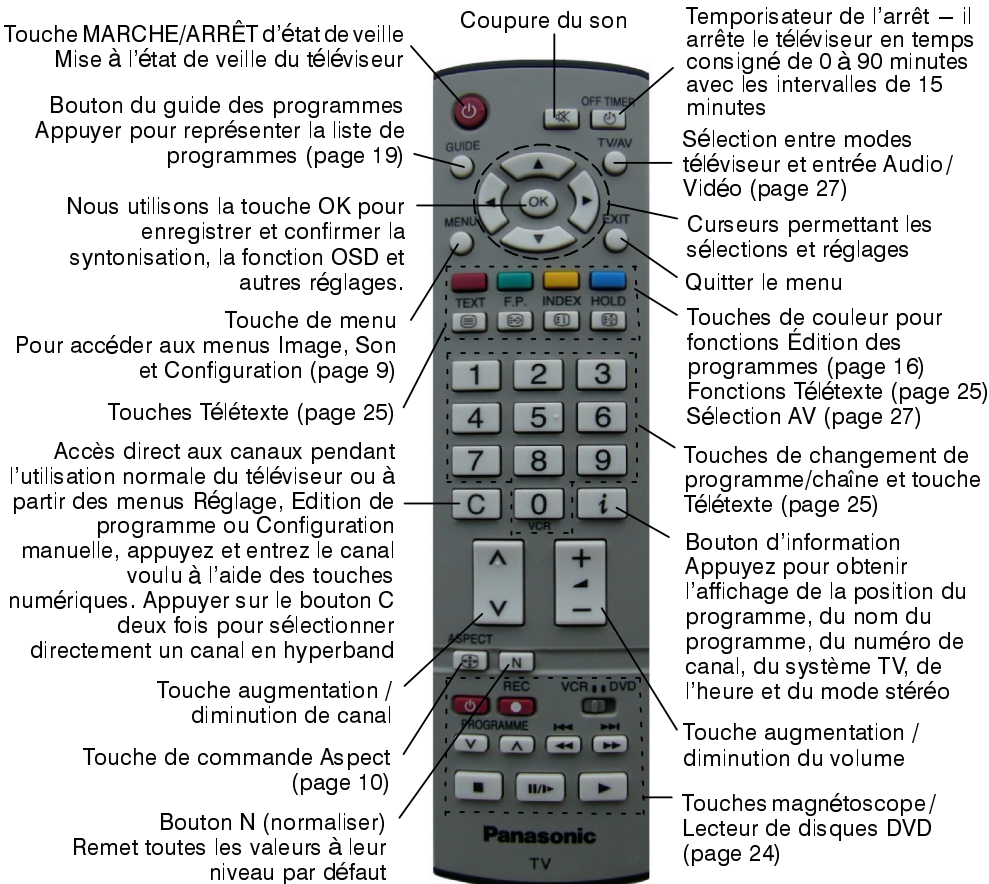 Touche MARCHE/ARRÊT d'état de veille
Mise à l'état de veille du téléviseur
Bouton du guide des programmes
Appuyer pour représenter la liste de
programmes (page 19)
Nous utilisons la touche OK pour
enregistrer et confirmer la
syntonisation, la fonction OSD et
autres réglages.
Touche de menu
Pour accéder aux menus Image, Son
et Configuration (page 9)
Touches Télétexte (page 25)
Accès direct aux canaux pendant
l'utilisation normale du téléviseur ou à
partir des menus Réglage, Edition de
programme ou Configuration
manuelle, appuyez et entrez le canal
voulu à l'aide des touches
numériques. Appuyer sur le bouton C
deux fois pour sélectionner
directement un canal en hyperband
Touche augmentation /
diminution de canal
Touche de commande Aspect
(page 10)
Bouton N (normaliser)
Remet toutes les valeurs à leur
niveau par défaut
Coupure du son
OFF TIMER
GUIDE
TV/AV
OK
MENU
EXIT
TEXT F.P. INDEX HOLD
1 2 3
4 5 6
7 8 9
C 0 i
VCR
+
−
ASPECT
N
REC VCR DVD
PROGRAMME
Panasonic
TV
Temporisateur de l'arrêt – il
arrête le téléviseur en temps
consigné de 0 à 90 minutes
avec les intervalles de 15
minutes
Sélection entre modes
téléviseur et entrée Audio/
Vidéo (page 27)
Curseurs permettant les
sélections et réglages
Quitter le menu
Touches de couleur pour
fonctions Édition des
programmes (page 16)
Fonctions Télétexte (page 25)
Sélection AV (page 27)
Touches de changement de
programme/chaîne et touche
Télétexte (page 25)
Bouton d'information
Appuyez pour obtenir
l'affichage de la position du
programme, du nom du
programme, du numéro de
canal, du système TV, de
l'heure et du mode stéréo
Touche augmentation /
diminution du volume
Touches magnétoscope/
Lecteur de disques DVD
(page 24)